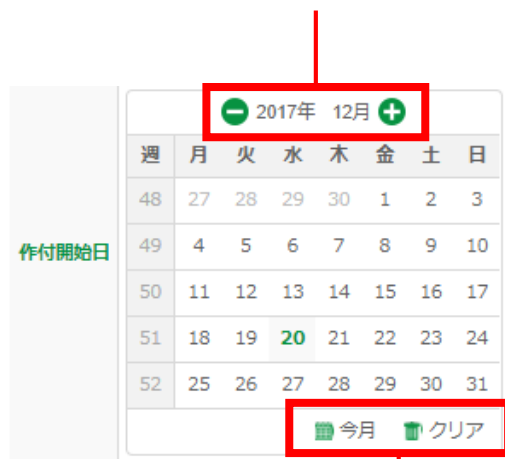 2017年 12月
週 月 火 水 木 金 土 日
48 27 28 29 30 1 2 3
作付開始日 49 4 5 6 7 8 9 10
50 11 12 13 14 15 16 17
51 18 19 20 21 22 23 24
52 25 26 27 28 29 30 31
今月 クリア